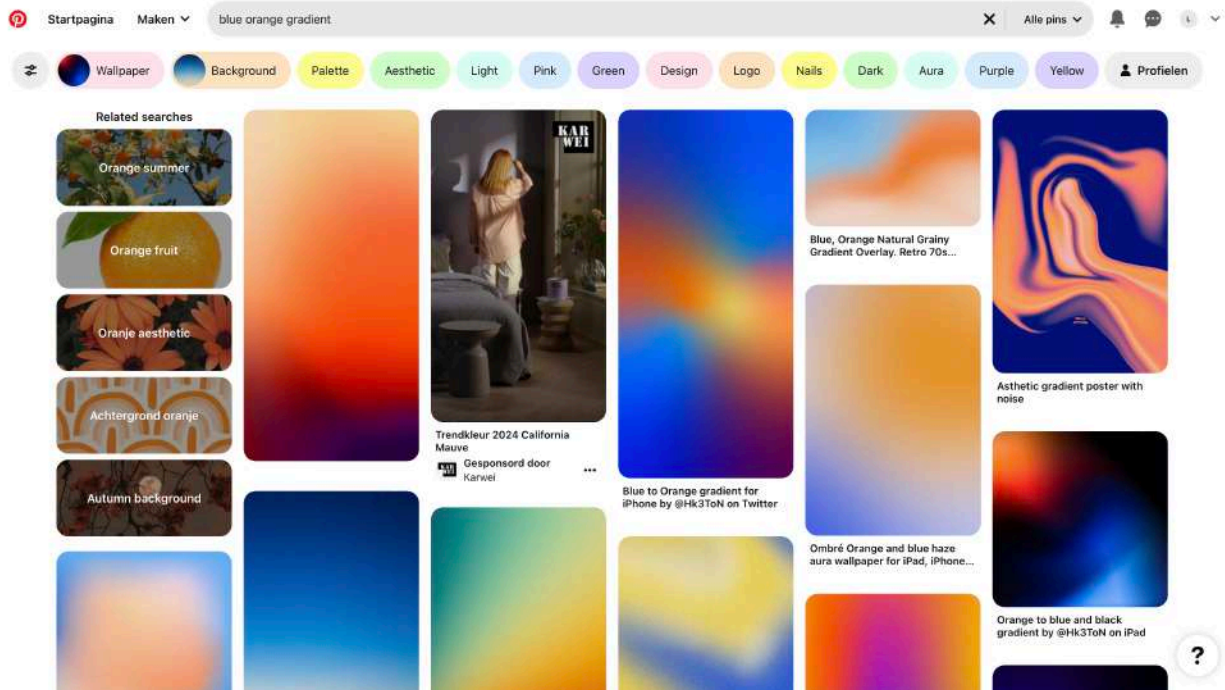 Startpagina
Maken
blue orange gradient
Alle pins
L
Wallpaper
Background
Palette
Aesthetic
Light
Pink
Green
Design
Logo
Nails
Dark
Aura
Purple
Yellow
Profielen
Related searches
Orange summer
Orange fruit
Oranje aesthetic
Achtergrond oranje
Autumn background
KAR
WEI
Trendkleur 2024 California
Mauve
KAR
WEI
Gesponsord door
Karwei
Blue to Orange gradient for
iPhone by @Hk3ToN on Twitter
Blue, Orange Natural Grainy
Gradient Overlay. Retro 70s...
Ombré Orange and blue haze
aura wallpaper for iPad, iPhone...
Asthetic gradient poster with
noise
Orange to blue and black
gradient by @Hk3ToN on iPad
?